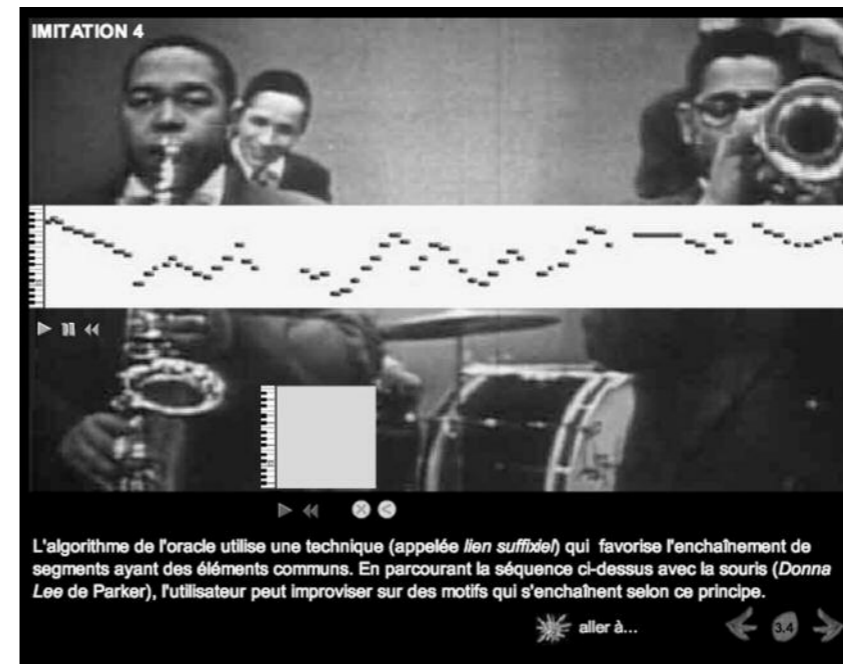 IMITATION 4
L'algorithme de l'oracle utilise une technique (appelée lien suffixiel) qui favorise l'enchaînement de
segments ayant des éléments communs. En parcourant la séquence ci-dessus avec la souris (Donna
Lee de Parker), l'utilisateur peut improviser sur des motifs qui s'enchaînent selon ce principe.
aller à...
3.4